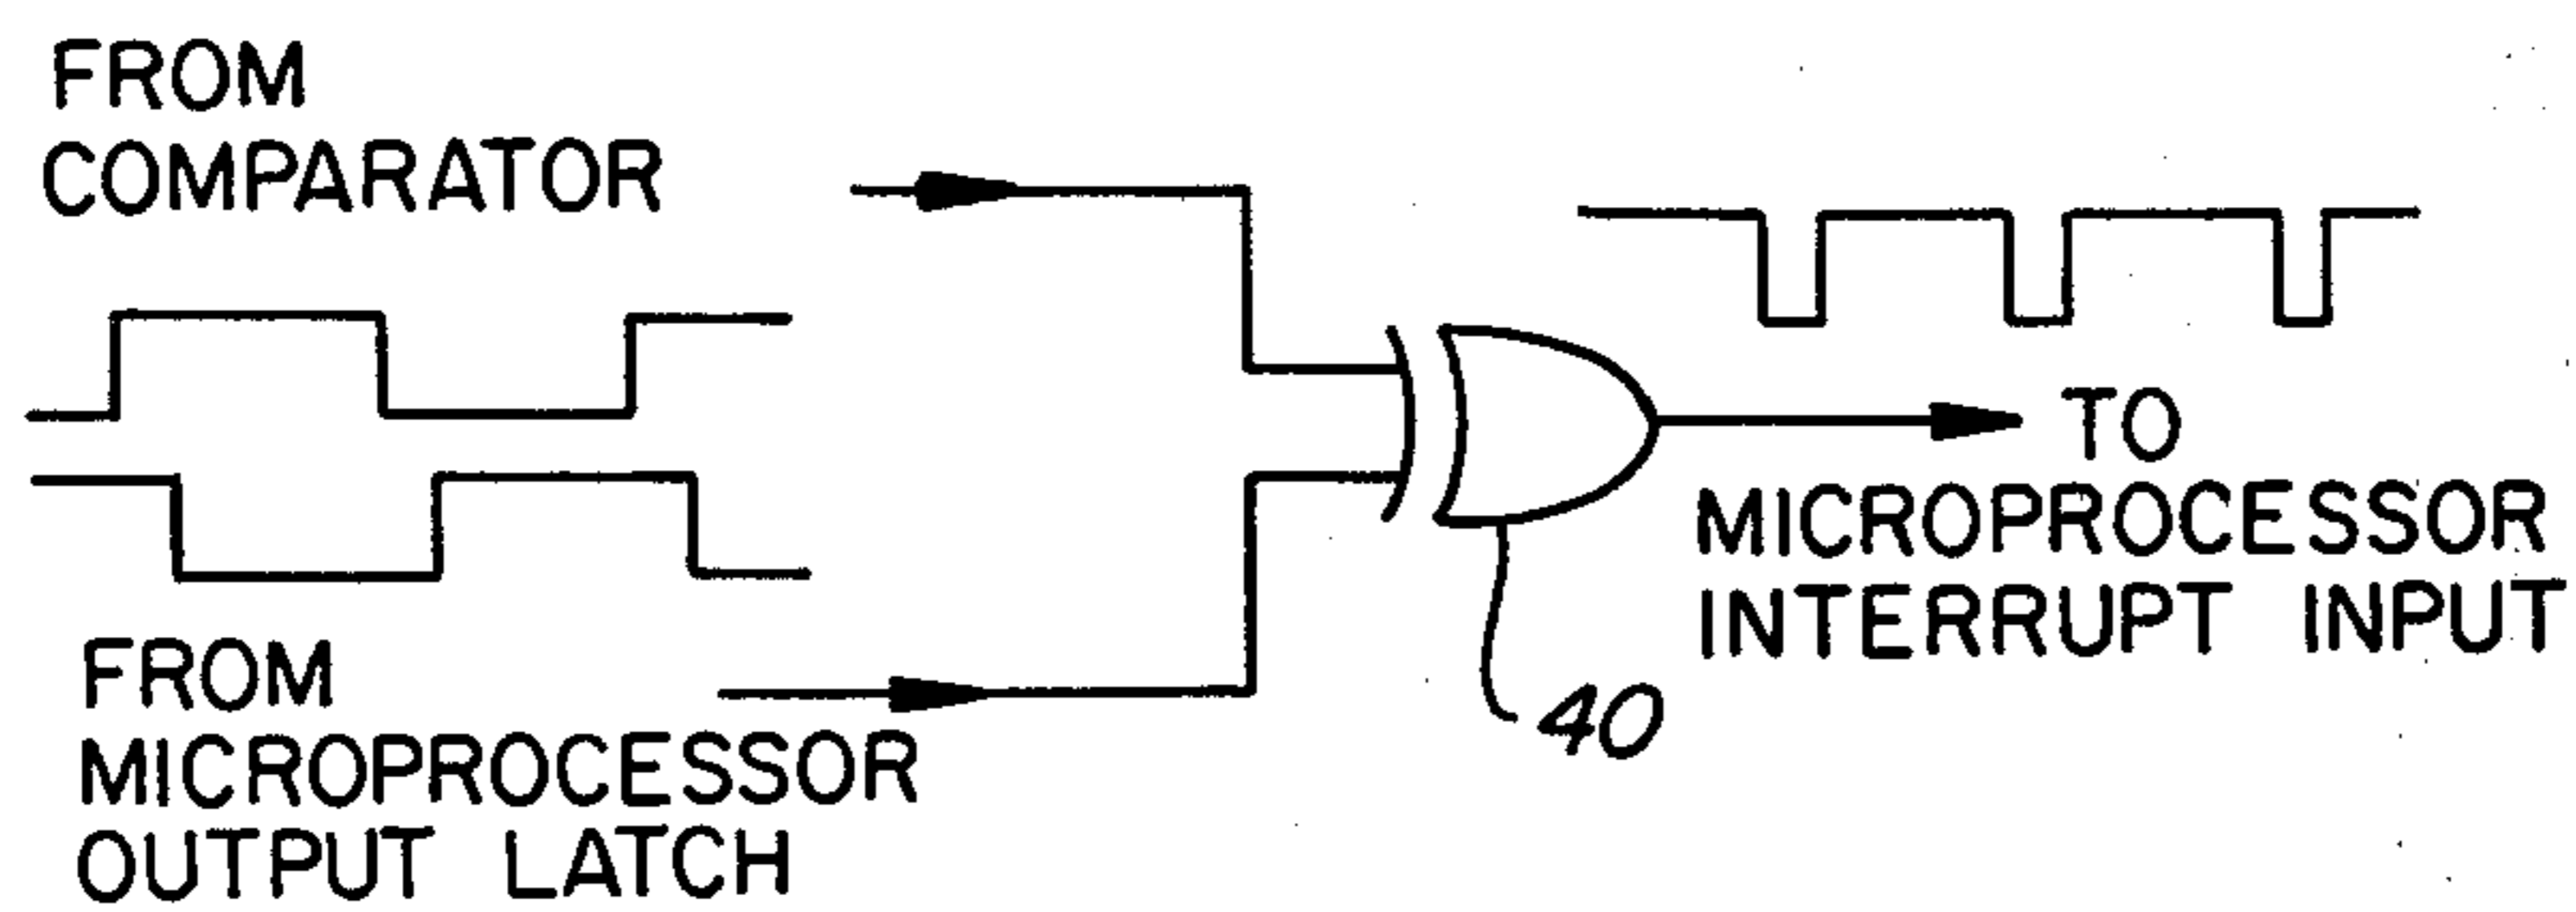 FROM
COMPARATOR
FROM
MICROPROCESSOR
OUTPUT LATCH
40
TO
MICROPROCESSOR
INTERRUPT INPUT